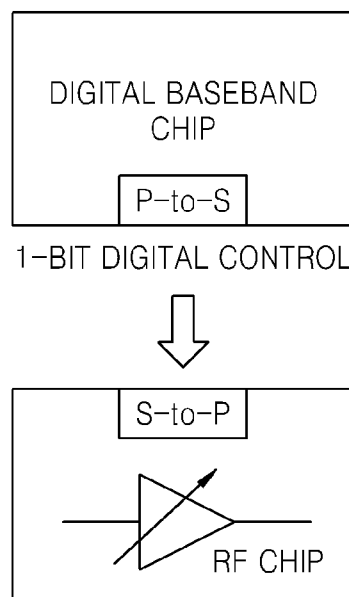 DIGITAL BASEBAND
CHIP
P-to-S
1-BIT DIGITAL CONTROL
S-to-P
RF CHIP